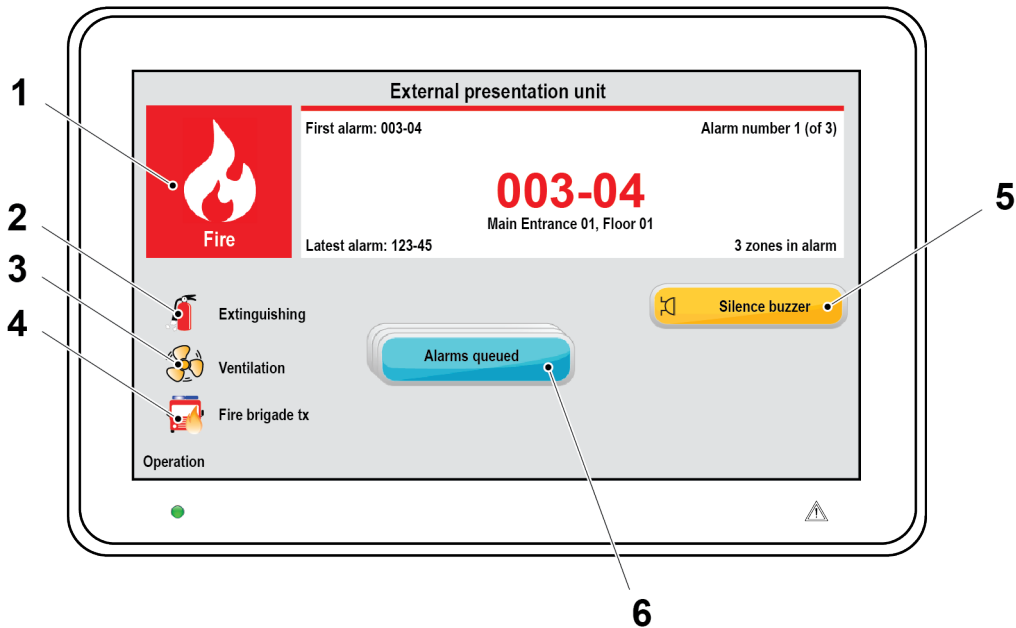 External presentation unit
1
First alarm: 003-04
Alarm number 1 (of 3)
003-04
Main Entrance 01, Floor 01
Fire
Latest alarm: 123-45
3 zones in alarm
5
2
3
4
Extinguishing
Silence buzzer
Alarms queued
Ventilation
Fire brigade tx
Operation
6